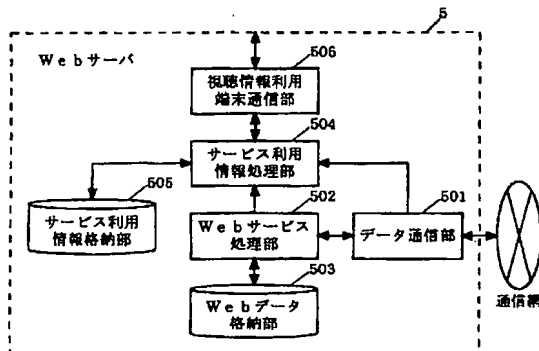 5
Ｗｅｂサーバ
506
視聴情報利用
端末通信部
504
サービス利用
情報処理部
505
サービス利用
情報格納部
502
Ｗｅｂサービス
処理部
501
データ通信部
503
Ｗｅｂデータ
格納部
通信網